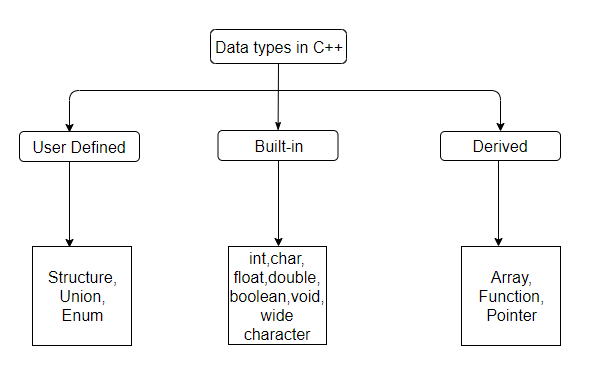 Data types in C++
User Defined
Built-in
Derived
Structure,
Union,
Enum
int,char,
float,double,
boolean,void,
wide
character
Array,
Function,
Pointer